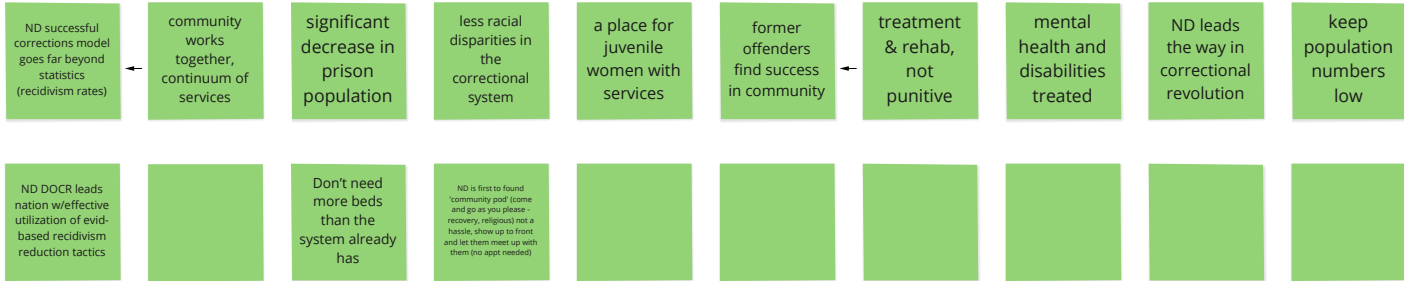 ND successful
corrections model
goes far beyond
statistics
(recidivism rates)
community
works
together,
continuum of
services
significant
decrease in
prison
population
less racial
disparities in
the
correctional
system
a place for
juvenile
women with
services
former
offenders
find success
in community
treatment
& rehab,
not
punitive
mental
health and
disabilities
treated
ND leads
the way in
correctional
revolution
keep
population
numbers
low
ND DOCR leads
nation w/effective
utilization of evid-
based recidivism
reduction tactics
Don't need
more beds
than the
system already
has
ND is first to found
'community pod' (come
and go as you please -
recovery, religious) not a
hassle, show up to front
and let them meet up with
them (no appt needed)